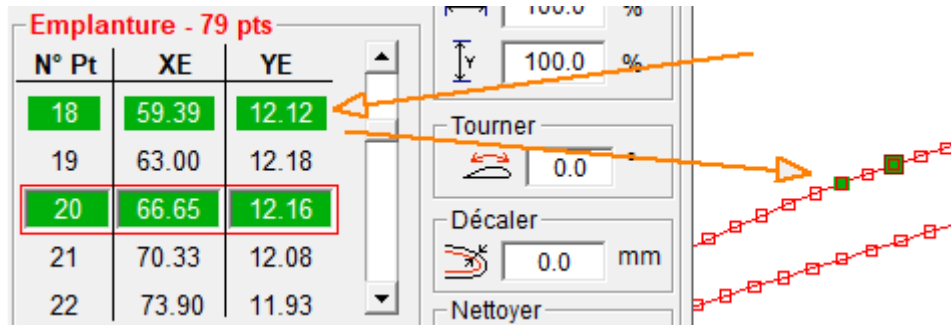 100.0 %
Emplanture - 79 pts
N° Pt XE YE
Y 100.0 %
18 59.39 12.12
Tourner
19 63.00 12.18
0.0 °
20 66.65 12.16
Décaler
21 70.33 12.08
0.0 mm
22 73.90 11.93
Nettoyer